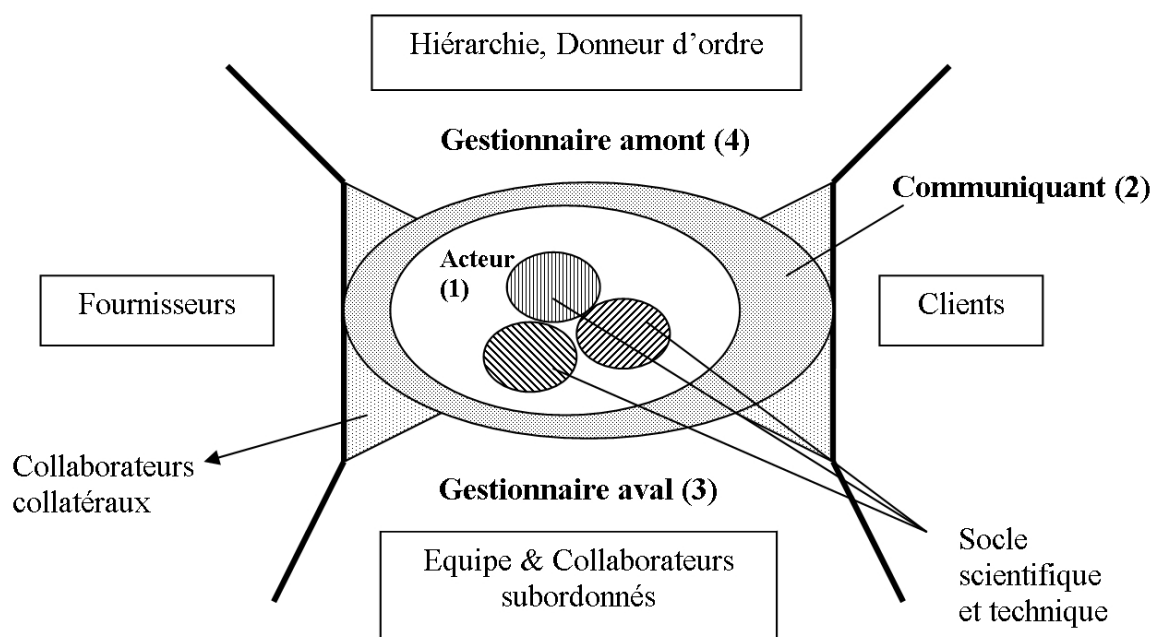 Hiérarchie, Donneur d’ordre
Gestionnaire amont (4)
Communiquant (2)
Acteur
(1)
Fournisseurs
Clients
Collaborateurs
collatéraux
Gestionnaire aval (3)
Equipe & Collaborateurs
subordonnés
Socle
scientifique
et technique